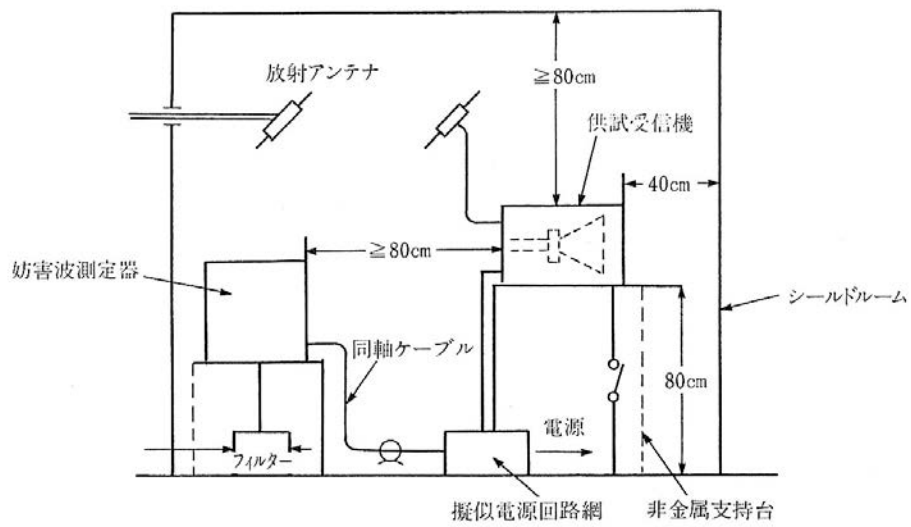 放射アンテナ
≧80cm
供試受信機
40cm
≧80cm
妨害波測定器
シールドルーム
同軸ケーブル
80cm
電源
フィルター
擬似電源回路網
非金属支持台